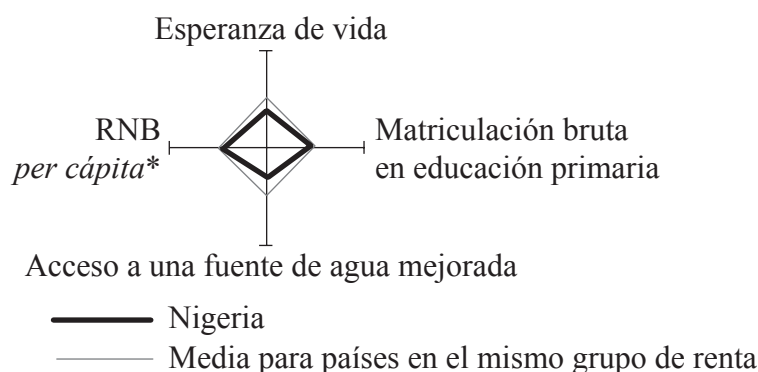 Esperanza de vida
RNB
per cápita*
Matriculación bruta
en educación primaria
Acceso a una fuente de agua mejorada
Nigeria
Media para países en el mismo grupo de renta